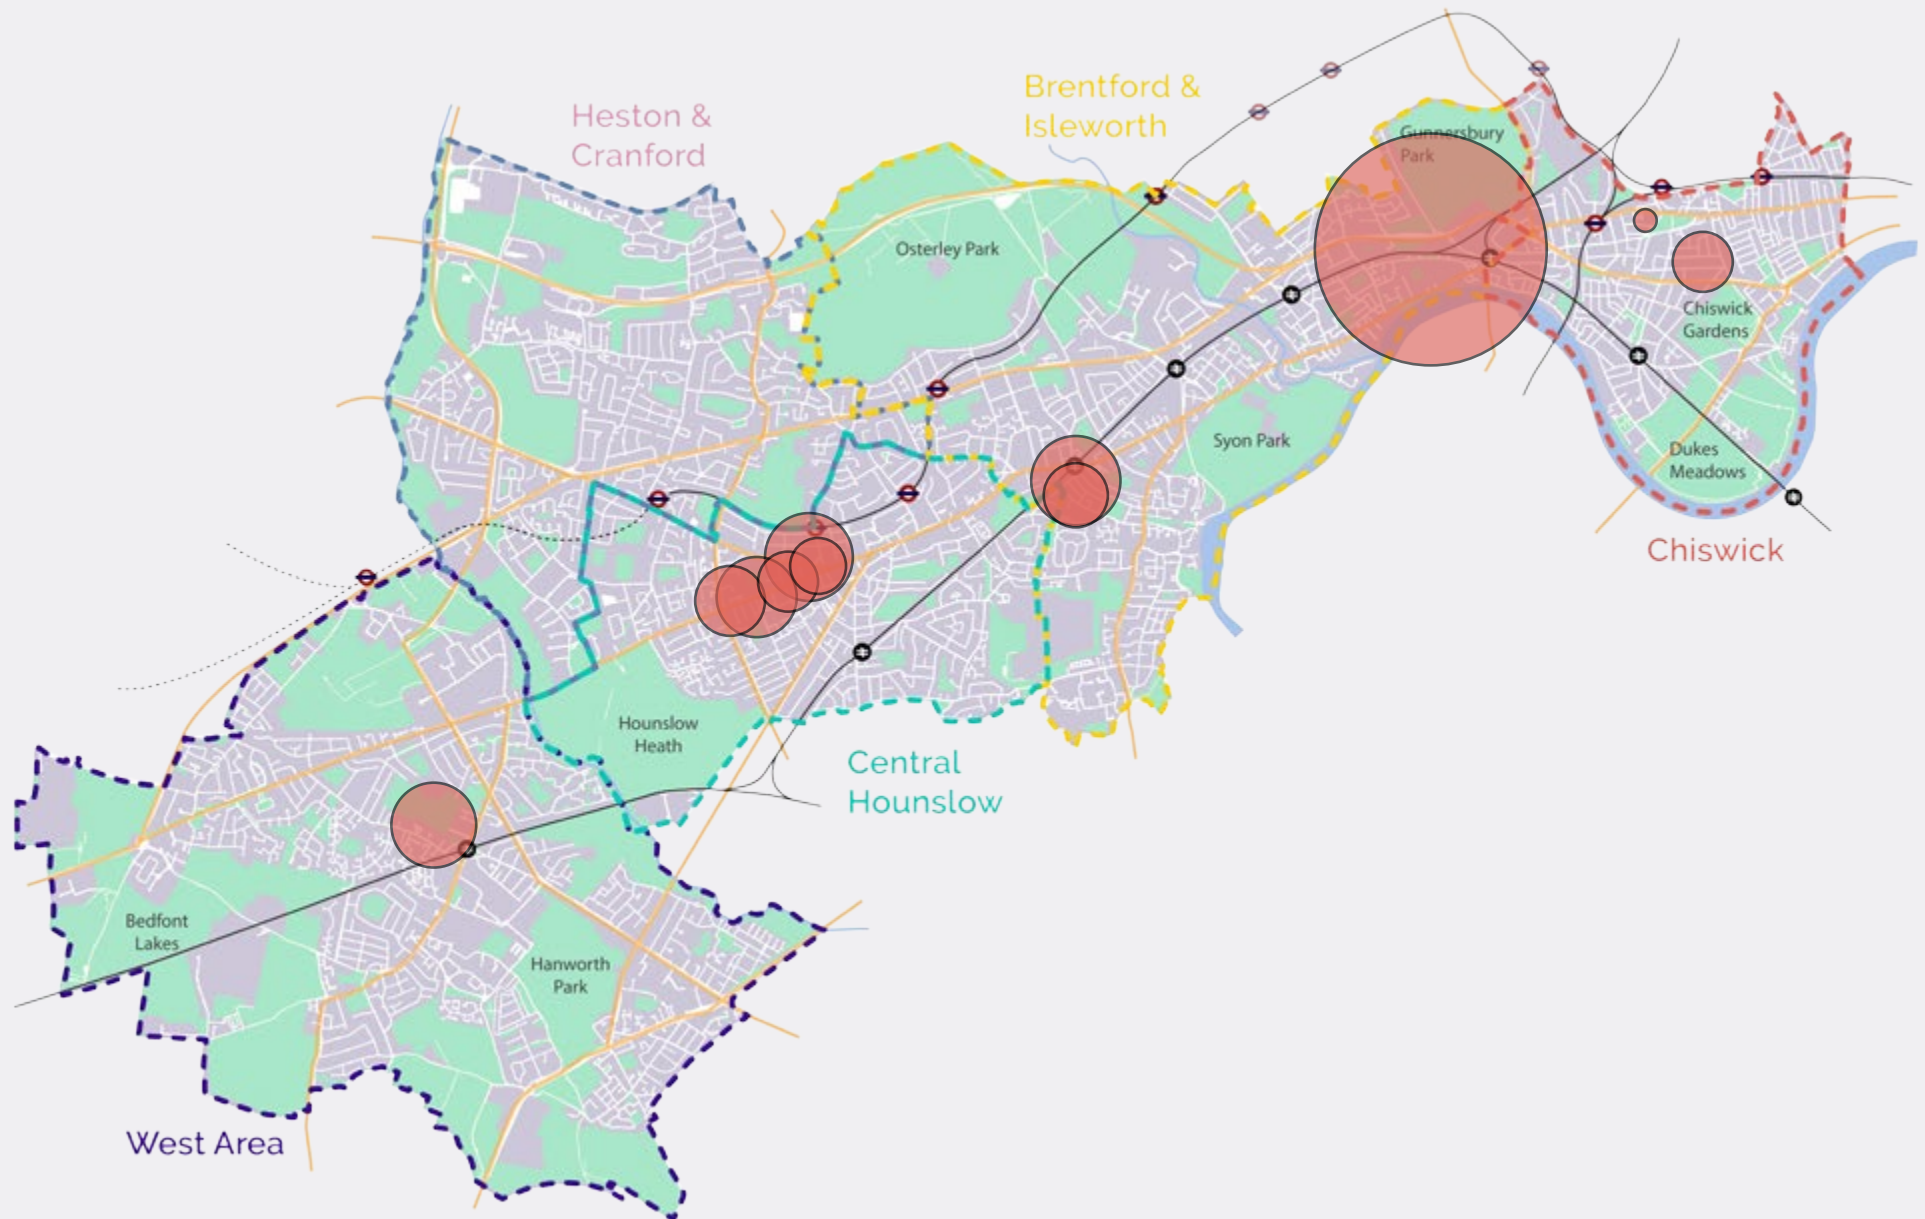 Heston &
Cranford
Brentford &
Isleworth
Gunnersbury
Park
Osterley Park
Chiswick
Gardens
Syon Park
Dukes
Meadows
Chiswick
Hounslow
Heath
Central
Hounslow
Bedfont
Lakes
Hanworth
Park
West Area